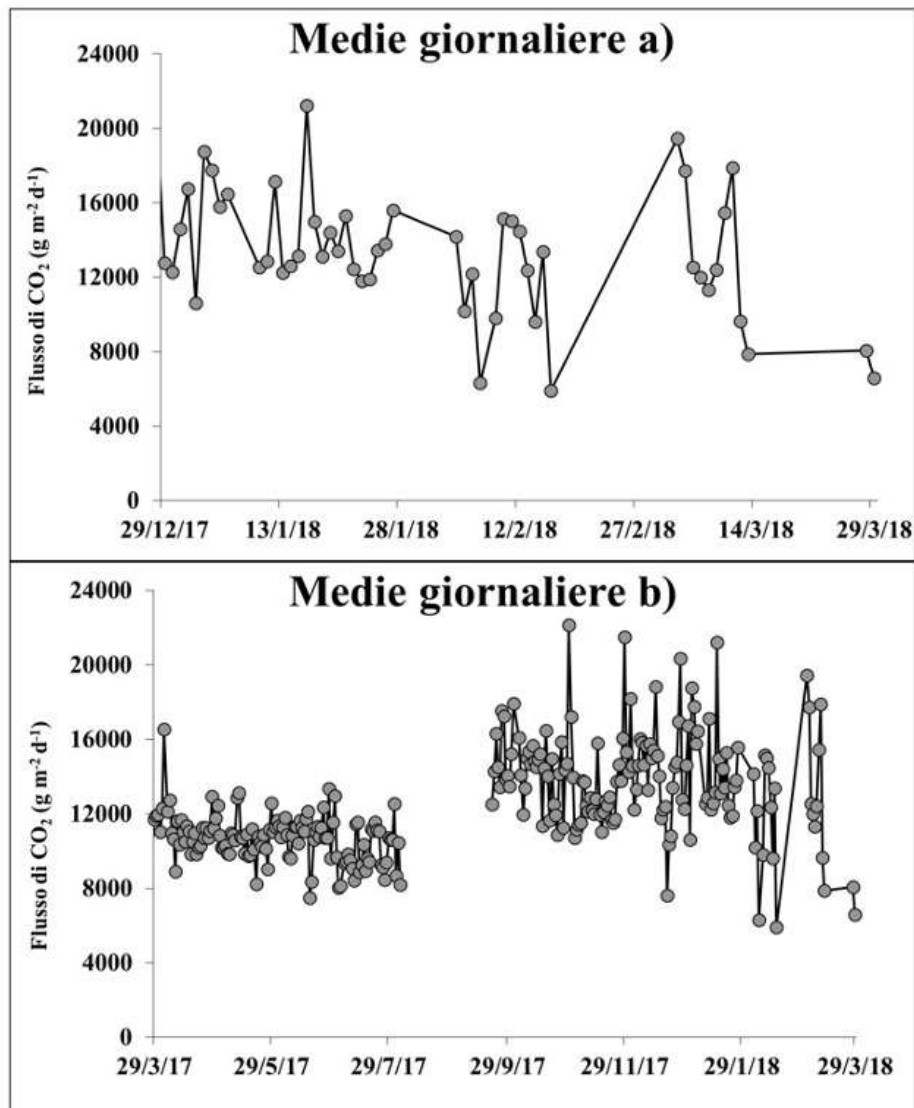 Medie giornaliere a)
Flusso di CO₂ (g m⁻² d⁻¹)
24000
20000
16000
12000
8000
4000
0
29/12/17 13/1/18 28/1/18 12/2/18 27/2/18 14/3/18 29/3/18
Medie giornaliere b)
Flusso di CO₂ (g m⁻² d⁻¹)
24000
20000
16000
12000
8000
4000
0
29/3/17 29/5/17 29/7/17 29/9/17 29/11/17 29/1/18 29/3/18